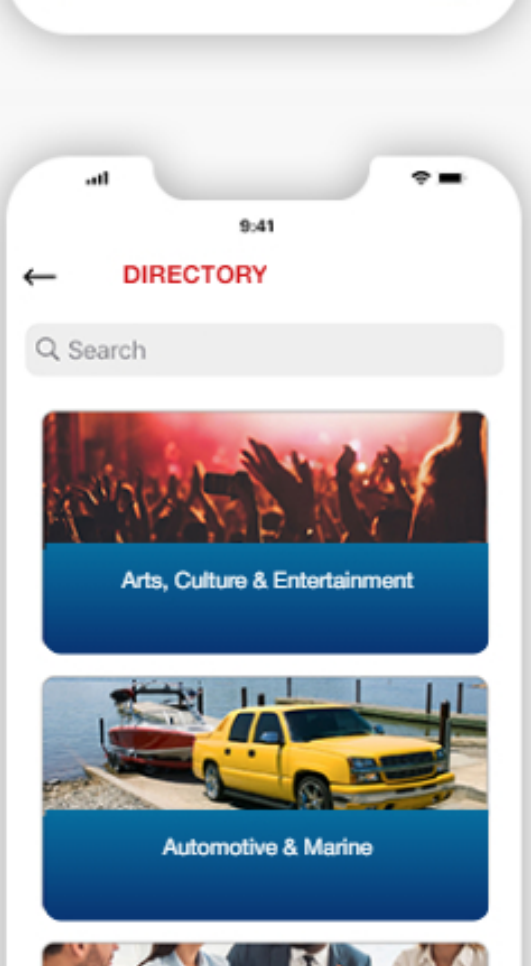 9:41
DIRECTORY
Search
Arts, Culture & Entertainment
Automotive & Marine